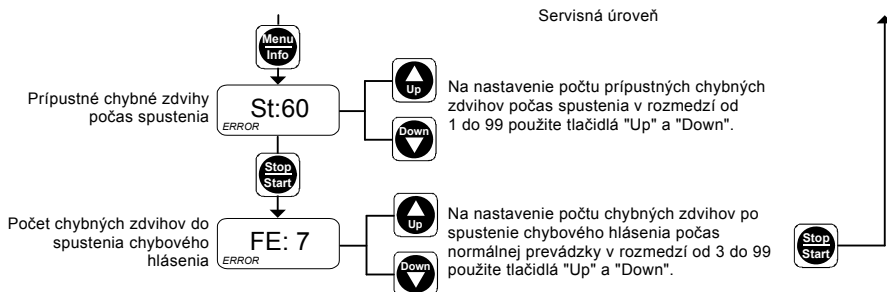 Servisná úroveň
Menu
Info
Prípustné chybné zdvihy
počas spustenia
St:60
ERROR
Up
Down
Na nastavenie počtu prípustných chybných
zdvihov počas spustenia v rozmedzí od
1 do 99 použite tlačidlá "Up" a "Down".
Stop
Start
Počet chybných zdvihov do
spustenia chybového
hlásenia
FE: 7
ERROR
Up
Down
Na nastavenie počtu chybných zdvihov po
spustenie chybového hlásenia počas
normálnej prevádzky v rozmedzí od 3 do 99
použite tlačidlá "Up" a "Down".
Stop
Start